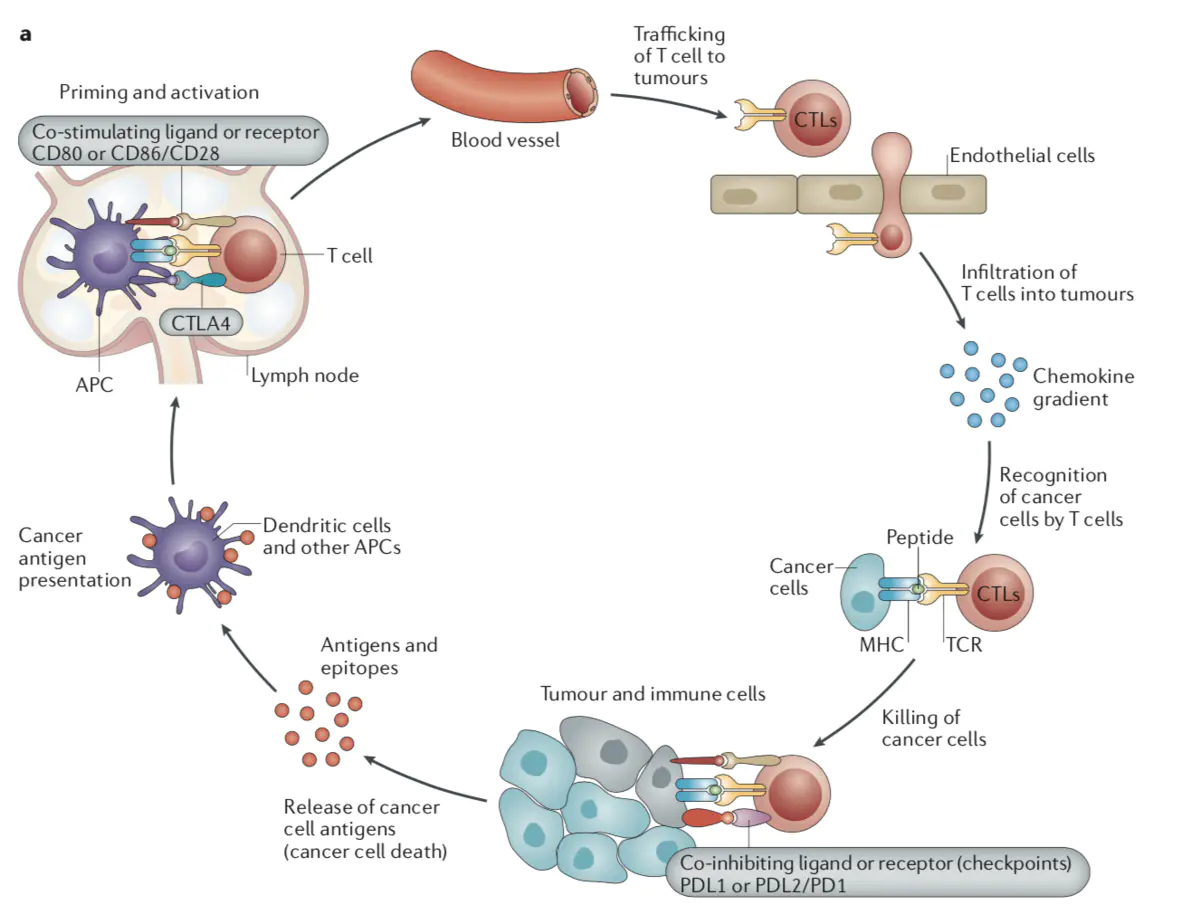 a
Priming and activation
Co-stimulating ligand or receptor
CD80 or CD86/CD28
T cell
CTLA4
APC
Lymph node
Blood vessel
Trafficking
of T cell to
tumours
CTLs
Endothelial cells
Infiltration of
T cells into tumours
Chemokine
gradient
Recognition
of cancer
cells by T cells
Peptide
Cancer
cells
CTLs
MHC
TCR
Killing of
cancer cells
Tumour and immune cells
Co-inhibiting ligand or receptor (checkpoints)
PDL1 or PDL2/PD1
Release of cancer
cell antigens
(cancer cell death)
Antigens and
epitopes
Cancer
antigen
presentation
Dendritic cells
and other APCs